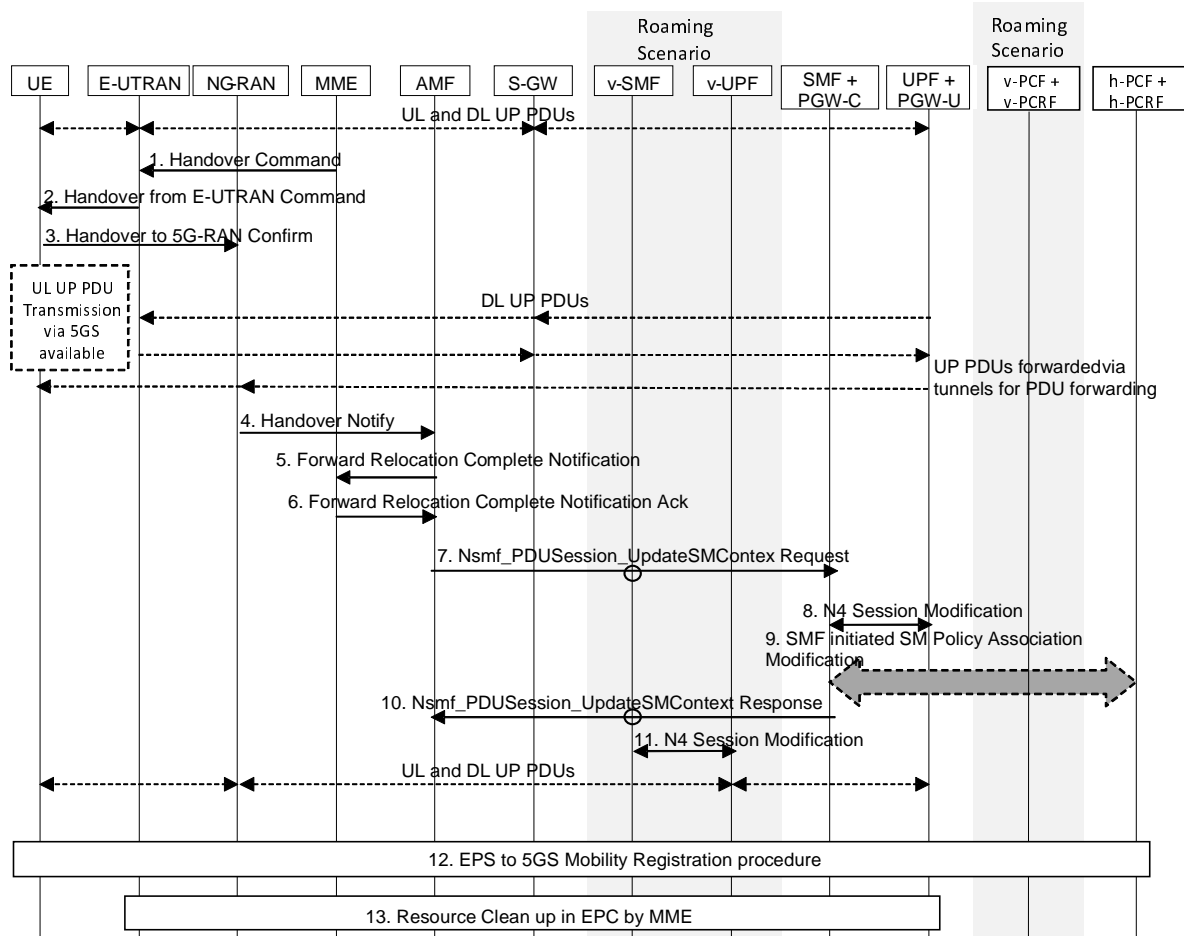 Roaming
Scenario
Roaming
Scenario
UE
E-UTRAN
NG-RAN
MME
AMF
S-GW
v-SMF
v-UPF
SMF +
PGW-C
UPF +
PGW-U
v-PCF +
v-PCRF
h-PCF +
h-PCRF
UL and DL UP PDUs
1. Handover Command
2. Handover from E-UTRAN Command
3. Handover to 5G-RAN Confirm
UL UP PDU
Transmission
via 5GS
available
DL UP PDUs
UP PDUs forwardedvia
tunnels for PDU forwarding
4. Handover Notify
5. Forward Relocation Complete Notification
6. Forward Relocation Complete Notification Ack
7. Nsmf_PDUSession_UpdateSMContex Request
8. N4 Session Modification
9. SMF initiated SM Policy Association
Modification
10. Nsmf_PDUSession_UpdateSMContext Response
11. N4 Session Modification
UL and DL UP PDUs
12. EPS to 5GS Mobility Registration procedure
13. Resource Clean up in EPC by MME